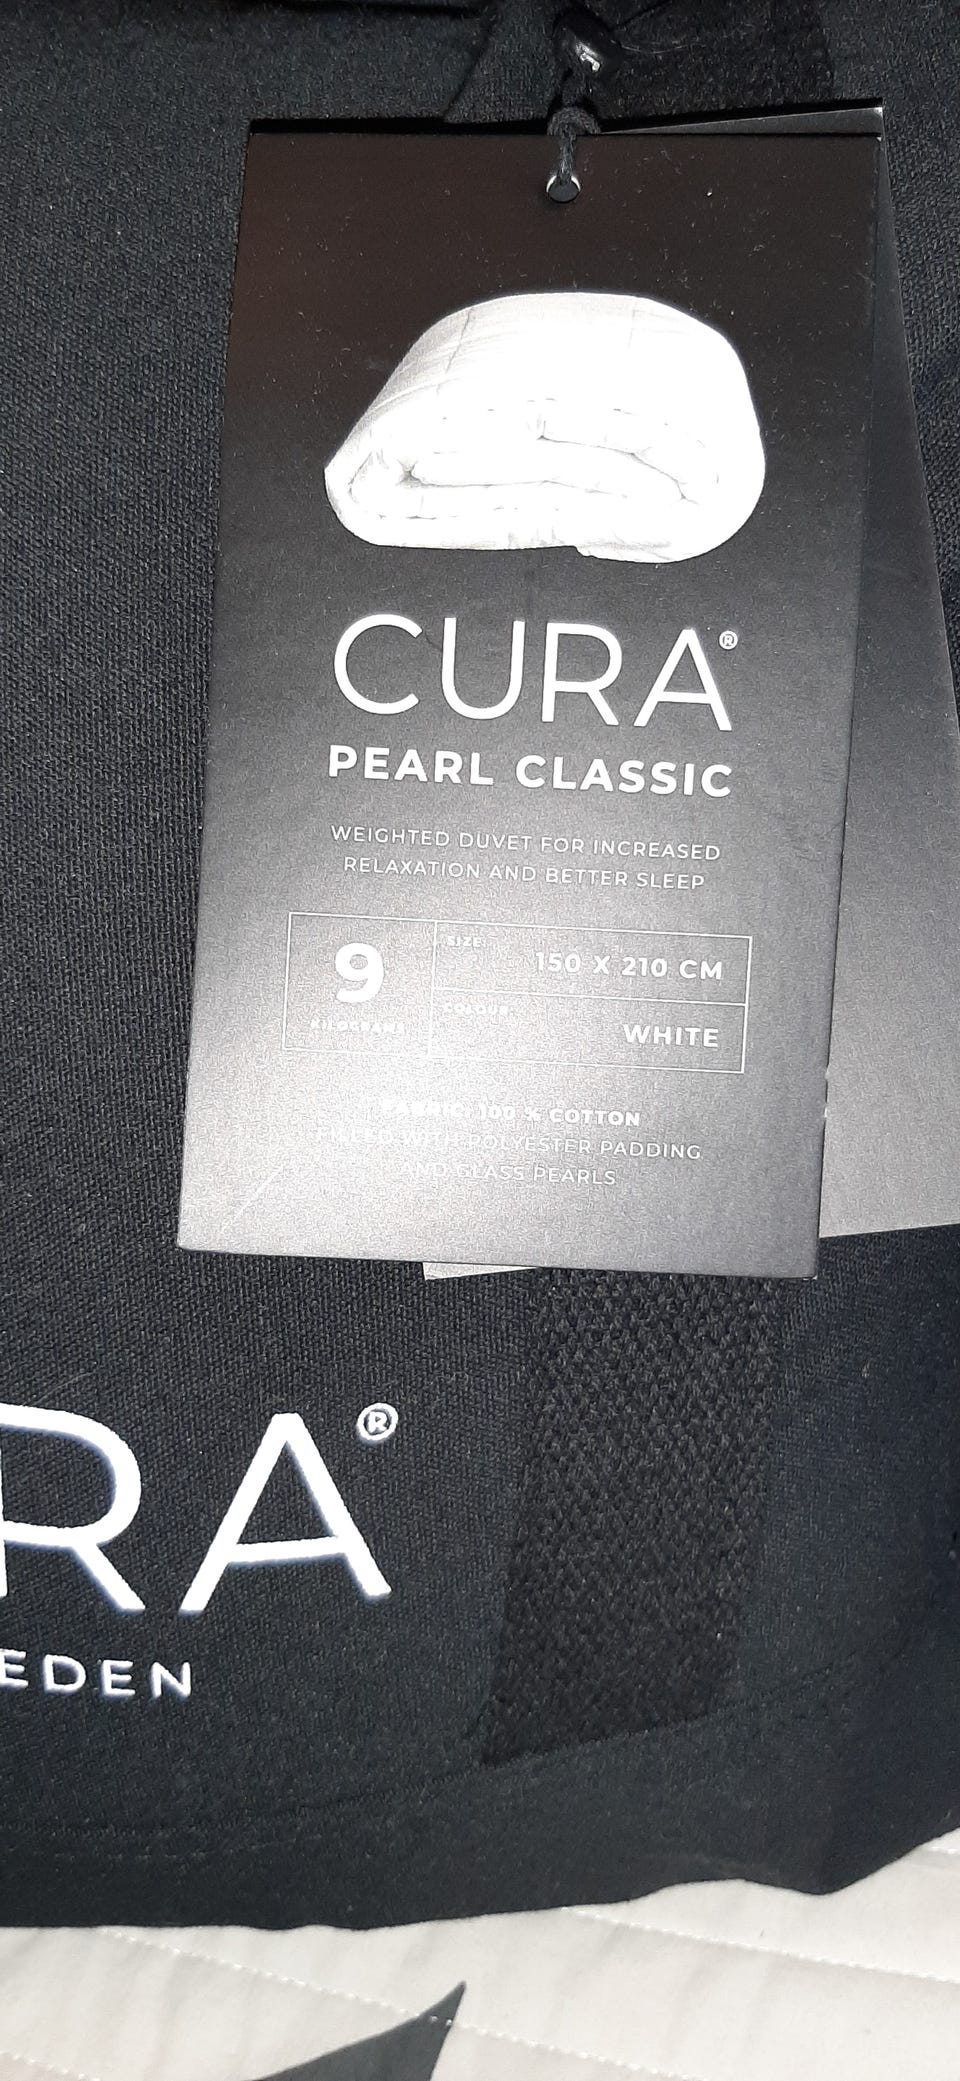 CURA®
PEARL CLASSIC
WEIGHTED DUVET FOR INCREASED
RELAXATION AND BETTER SLEEP
9
KILOGRAMS
SIZE:
150 X 210 CM
COLOUR
WHITE
FABRIC: 100 % COTTON
FILLED WITH POLYESTER PADDING
AND GLASS PEARLS
RA®
EDEN